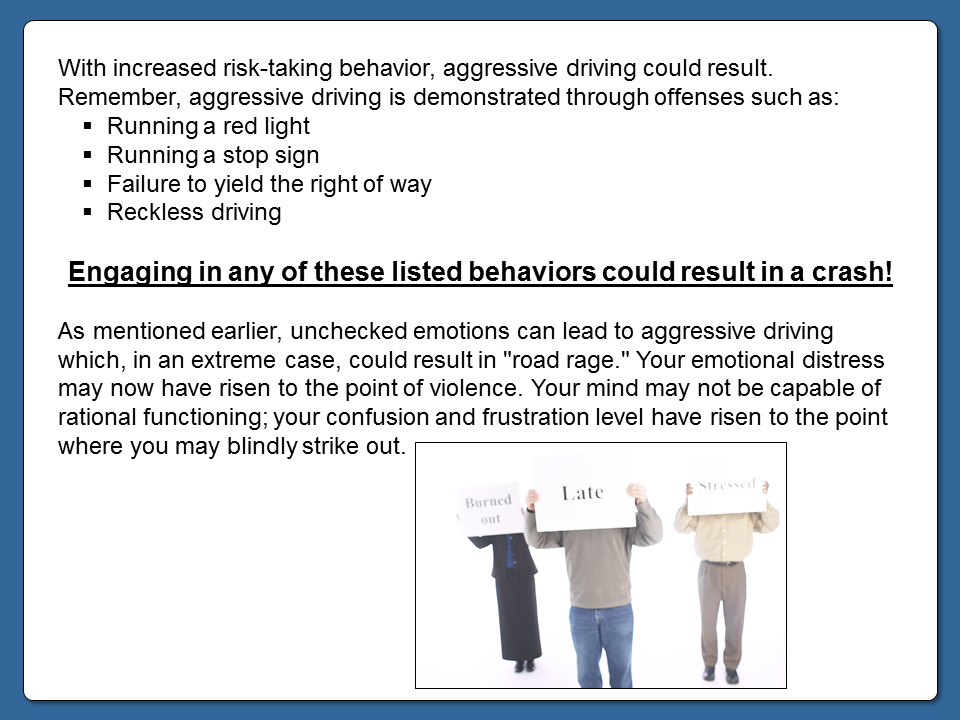 With increased risk-taking behavior, aggressive driving could result.
Remember, aggressive driving is demonstrated through offenses such as:
▪ Running a red light
▪ Running a stop sign
▪ Failure to yield the right of way
▪ Reckless driving
Engaging in any of these listed behaviors could result in a crash!
As mentioned earlier, unchecked emotions can lead to aggressive driving
which, in an extreme case, could result in "road rage." Your emotional distress
may now have risen to the point of violence. Your mind may not be capable of
rational functioning; your confusion and frustration level have risen to the point
where you may blindly strike out.
Burned
out
Late
Stressed